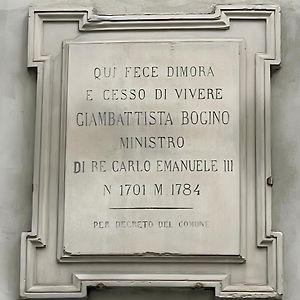 QUI FECE DIMORA
E CESSO DI VIVERE
GIAMBATTISTA BOGINO
MINISTRO
DI RE CARLO EMANUELE III
N 1701 M 1784
PER DECRETO DEL COMUNE